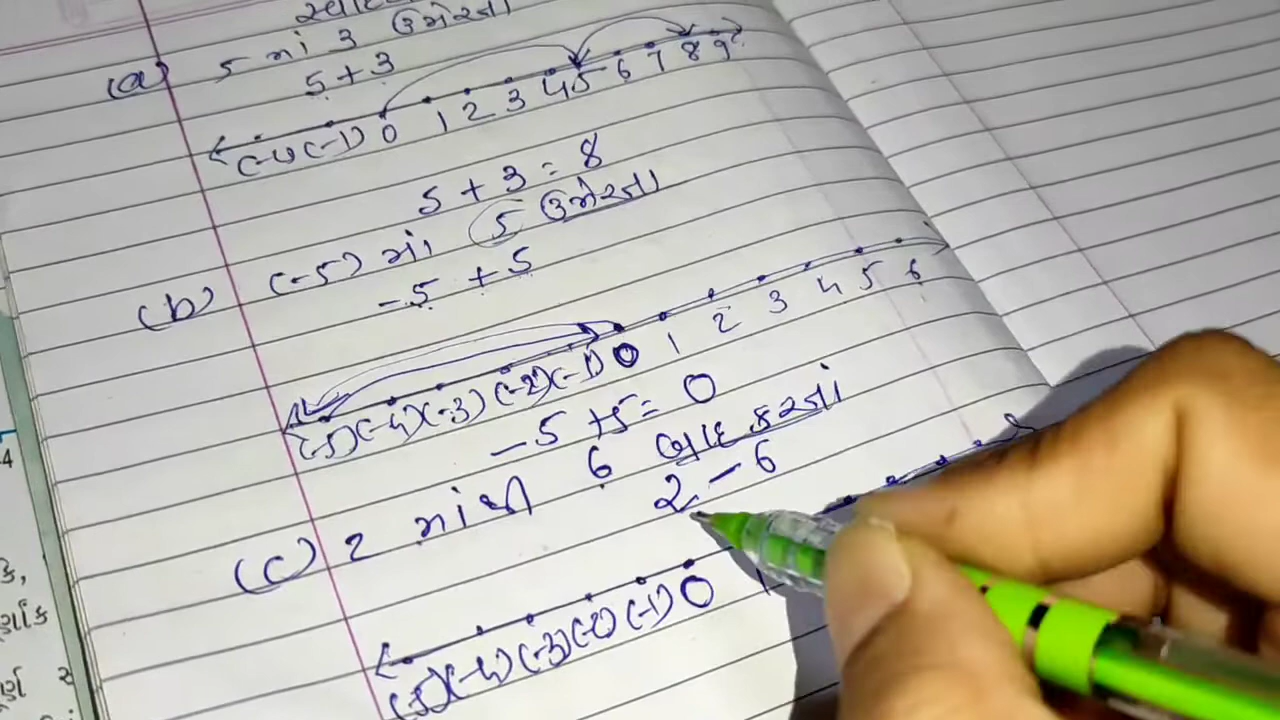 ઉમેરતા
(a) 5 માં 3
5 + 3
(-1) 0 1 2 3 4 5 6 7 8 9
5 + 3 = 8
(b) (-5) માં 5 ઉમેરતા
-5 + 5
(-5) (-4) (-3) (-2) (-1) 0 1 2 3 4 5 6
-5 + 5 = 0
(c) 2 માંથી 6 બાદ કરતાં
2 - 6
(-5) (-4) (-3) (-2) (-1) 0 1
4
કે,
ર્ણાંક
ર્ણ સ